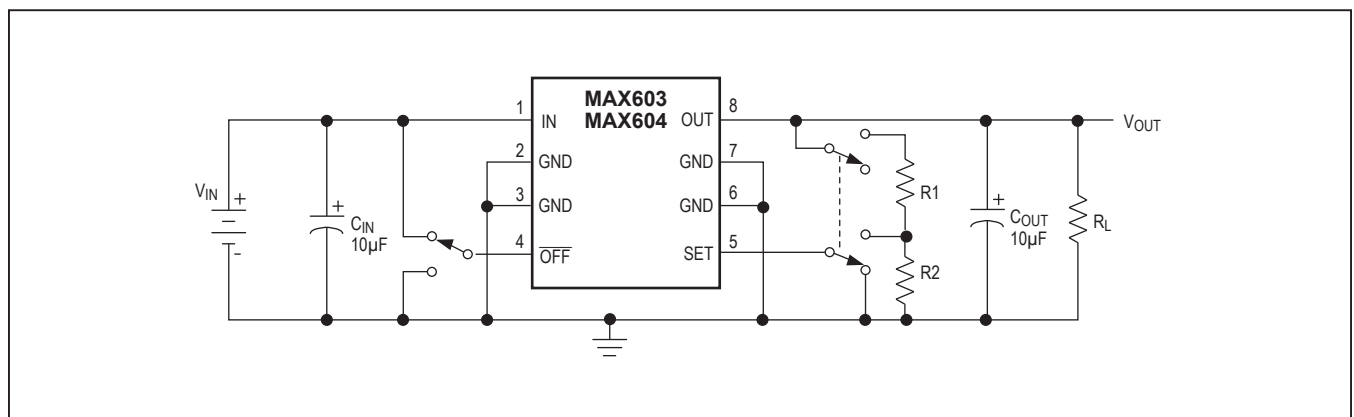 MAX603
MAX604
1
IN
8
OUT
2
GND
7
GND
3
GND
6
GND
4
OFF
5
SET
VIN
+
-
+
CIN
10µF
R1
R2
+
COUT
10µF
RL
VOUT